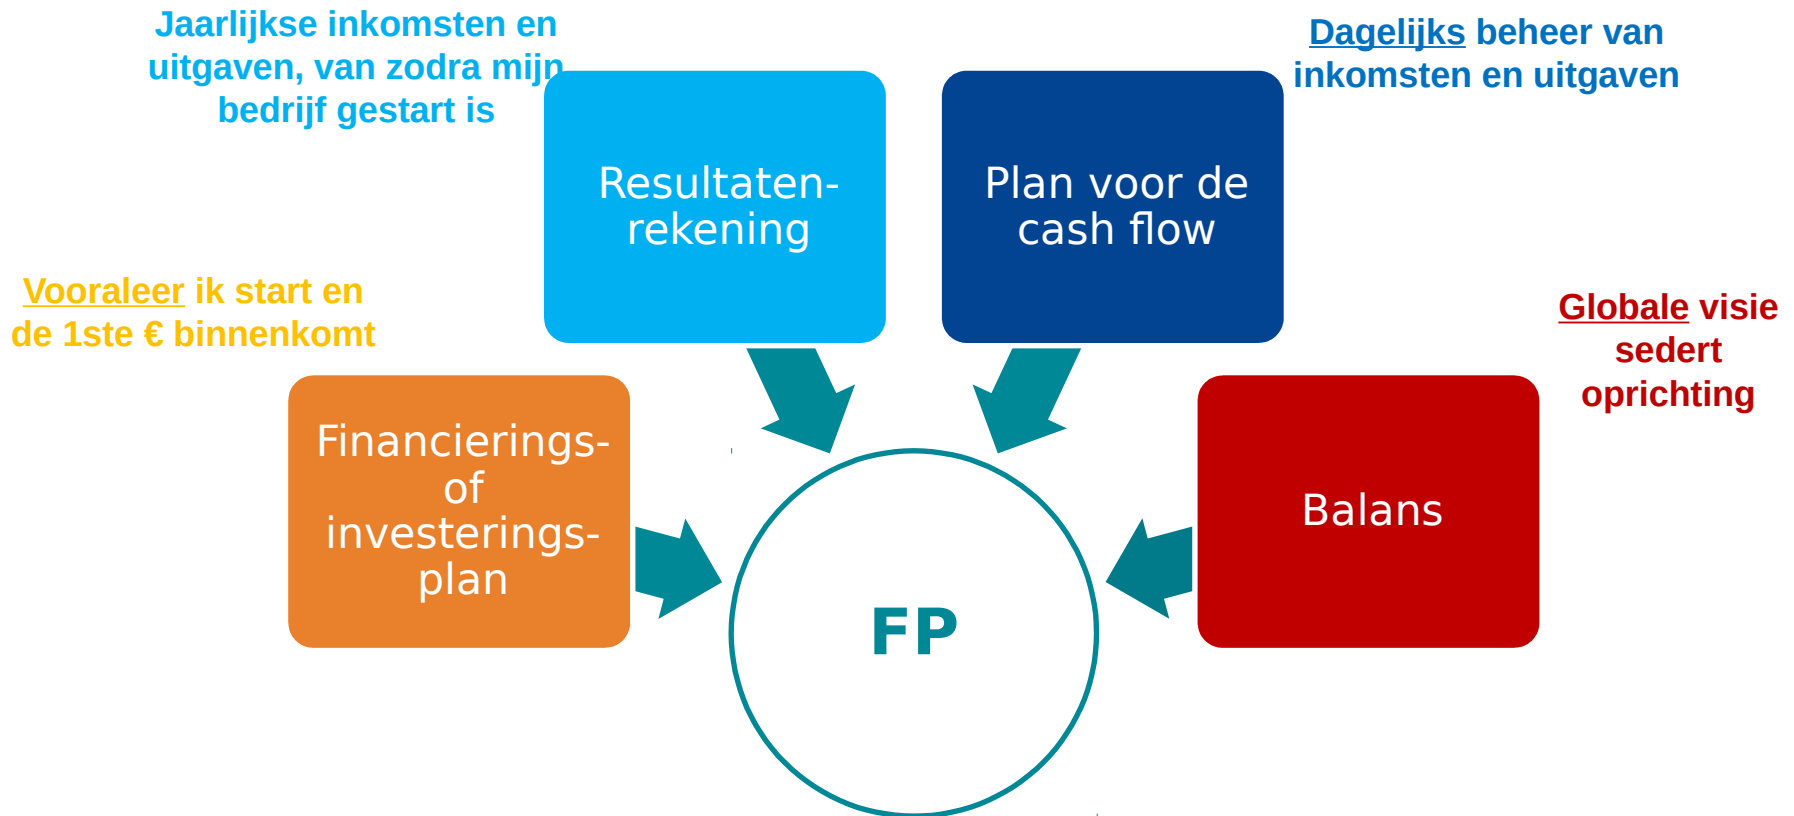 Jaarlijkse inkomsten en
uitgaven, van zodra mijn
bedrijf gestart is
Dagelijks beheer van
inkomsten en uitgaven
Resultaten-
rekening
Plan voor de
cash flow
Vooraleer ik start en
de 1ste € binnenkomt
Globale visie
sedert
oprichting
Financierings-
of
investerings-
plan
Balans
FP